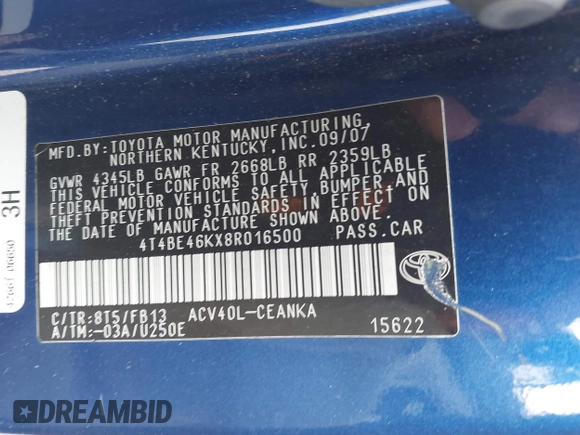 MFD.BY:TOYOTA MOTOR MANUFACTURING,
NORTHERN KENTUCKY,INC.09/07
GVWR 4345LB GAWR FR 2668LB RR 2359LB
THIS VEHICLE CONFORMS TO ALL APPLICABLE
FEDERAL MOTOR VEHICLE SAFETY,BUMPER,AND
THEFT PREVENTION STANDARDS IN EFFECT ON
THE DATE OF MANUFACTURE SHOWN ABOVE.
4T4BE46KX8R016500 PASS.CAR
C/TR:8T5/FB13 ACV40L-CEANKA
A/TM:-03A/U250E 15622
3H
DREAMBID